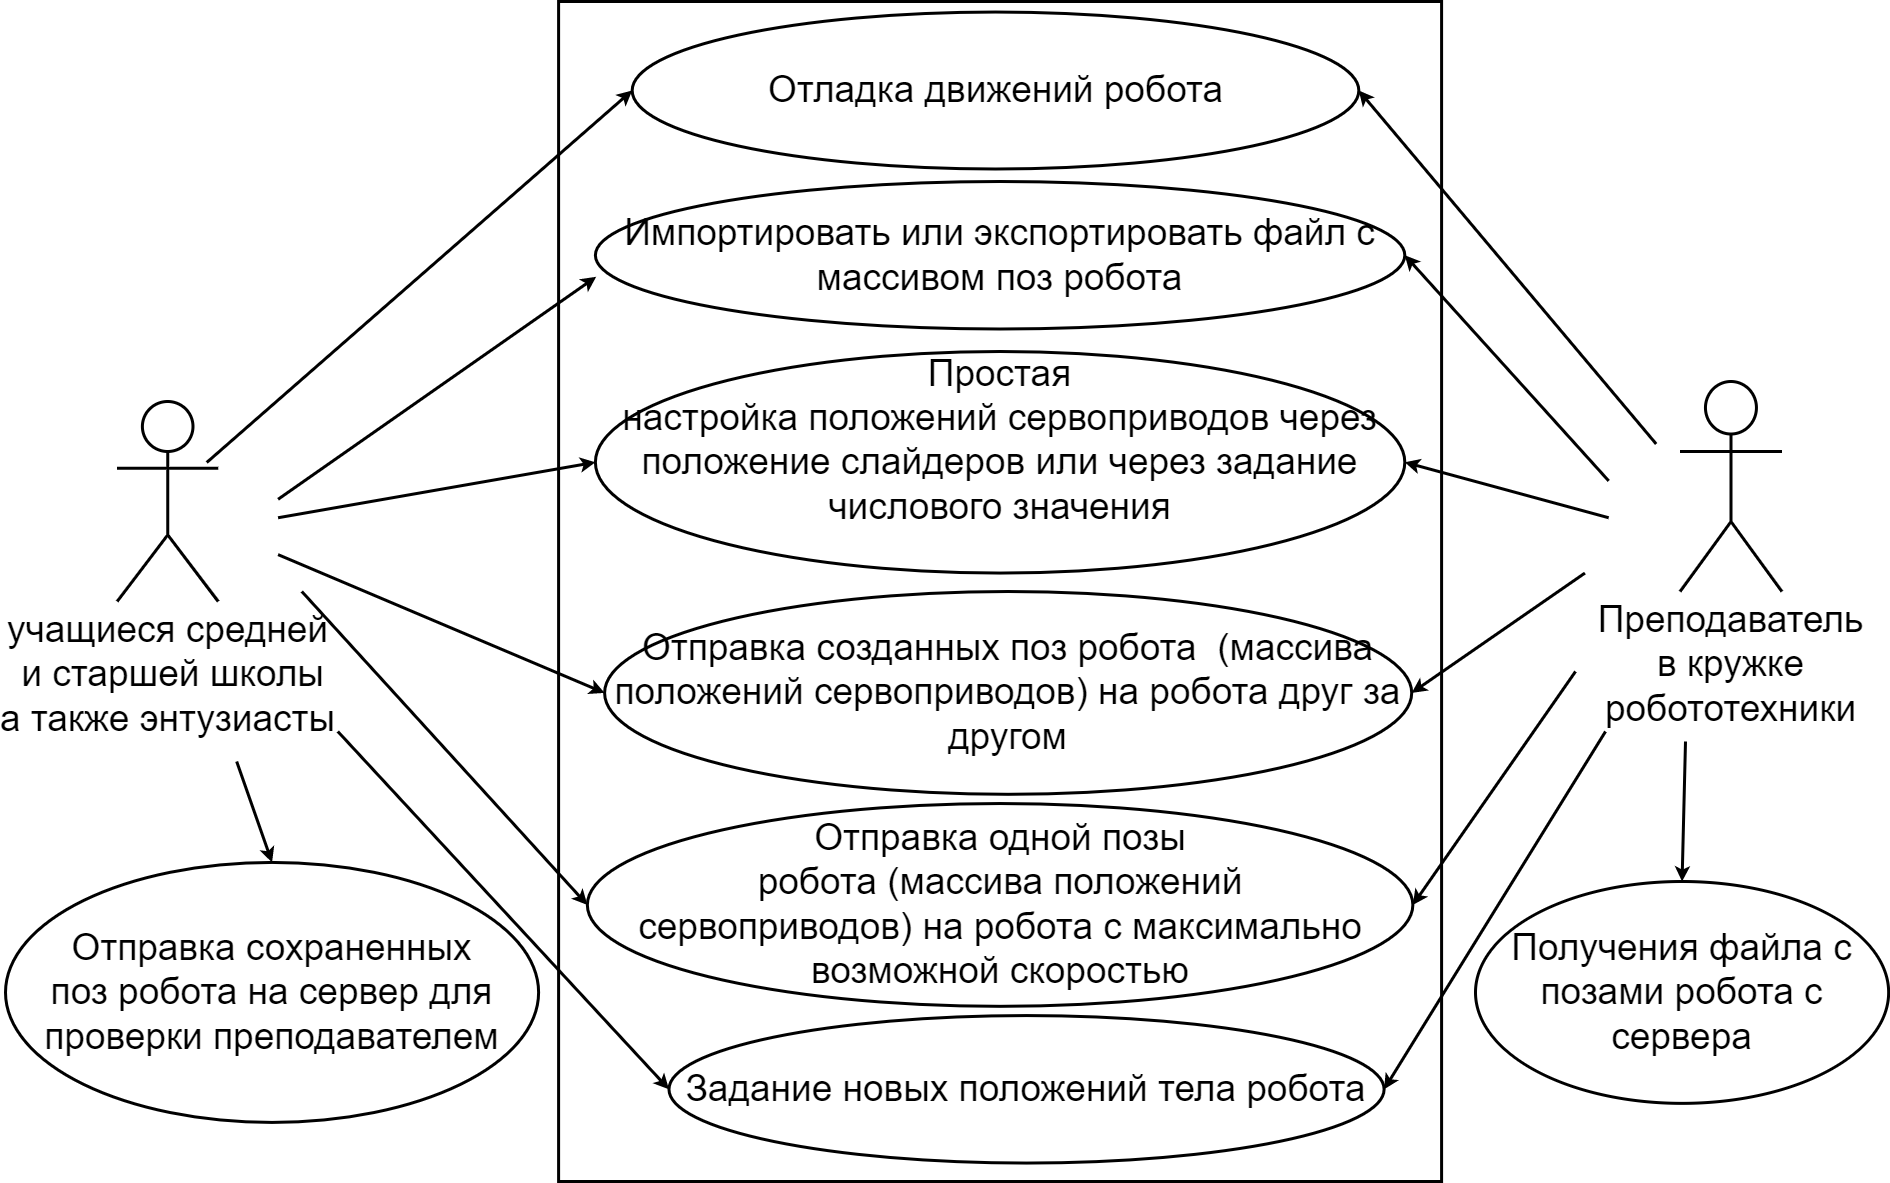 Отладка движений робота
Импортировать или экспортировать файл с
массивом поз робота
Простая
настройка положений сервоприводов через
положение слайдеров или через задание
числового значения
учащиеся средней
и старшей школы
а также энтузиасты
Преподаватель
в кружке
робототехники
Отправка созданных поз робота (массива
положений сервоприводов) на робота друг за
другом
Отправка одной позы
робота (массива положений
сервоприводов) на робота с максимально
возможной скоростью
Отправка сохраненных
поз робота на сервер для
проверки преподавателем
Получения файла с
позами робота с
сервера
Задание новых положений тела робота